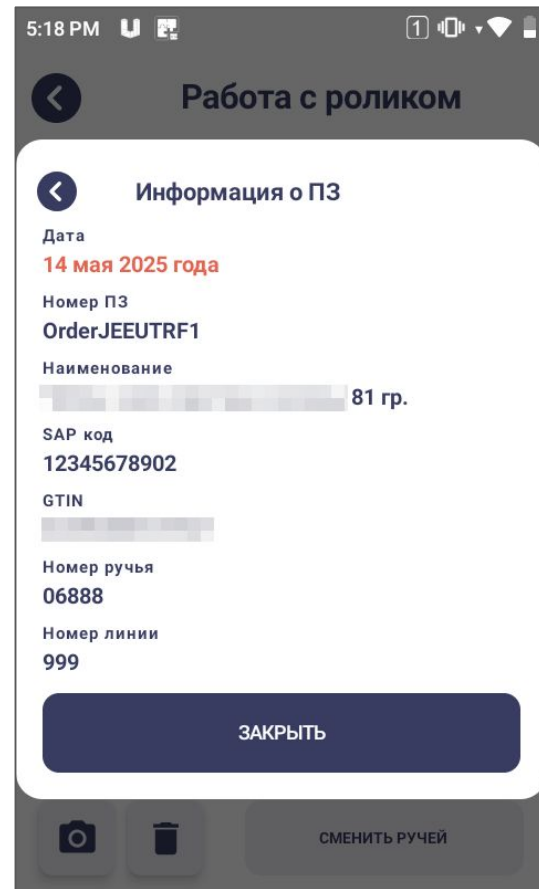 5:18 PM
1
Работа с роликом
Информация о ПЗ
Дата
14 мая 2025 года
Номер ПЗ
OrderJEEUTRF1
Наименование
81 гр.
SAP код
12345678902
GTIN
Номер ручья
06888
Номер линии
999
ЗАКРЫТЬ
СМЕНИТЬ РУЧЕЙ